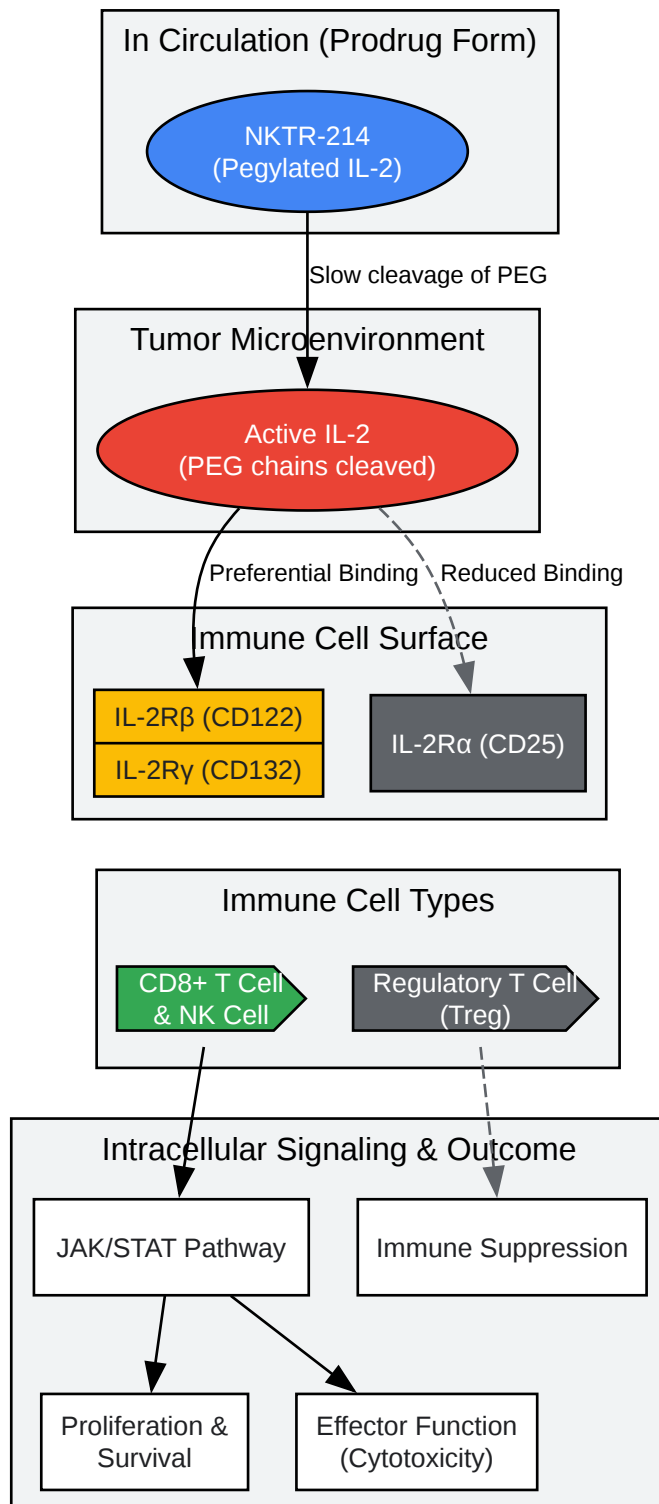 In Circulation (Prodrug Form)
NKTR-214
(Pegylated IL-2)
Slow cleavage of PEG
Tumor Microenvironment
Active IL-2
(PEG chains cleaved)
Preferential Binding
Reduced Binding
Immune Cell Surface
IL-2Rβ (CD122)
IL-2Rγ (CD132)
IL-2Rα (CD25)
Immune Cell Types
CD8+ T Cell
& NK Cell
Regulatory T Cell
(Treg)
Intracellular Signaling & Outcome
JAK/STAT Pathway
Immune Suppression
Proliferation &
Survival
Effector Function
(Cytotoxicity)